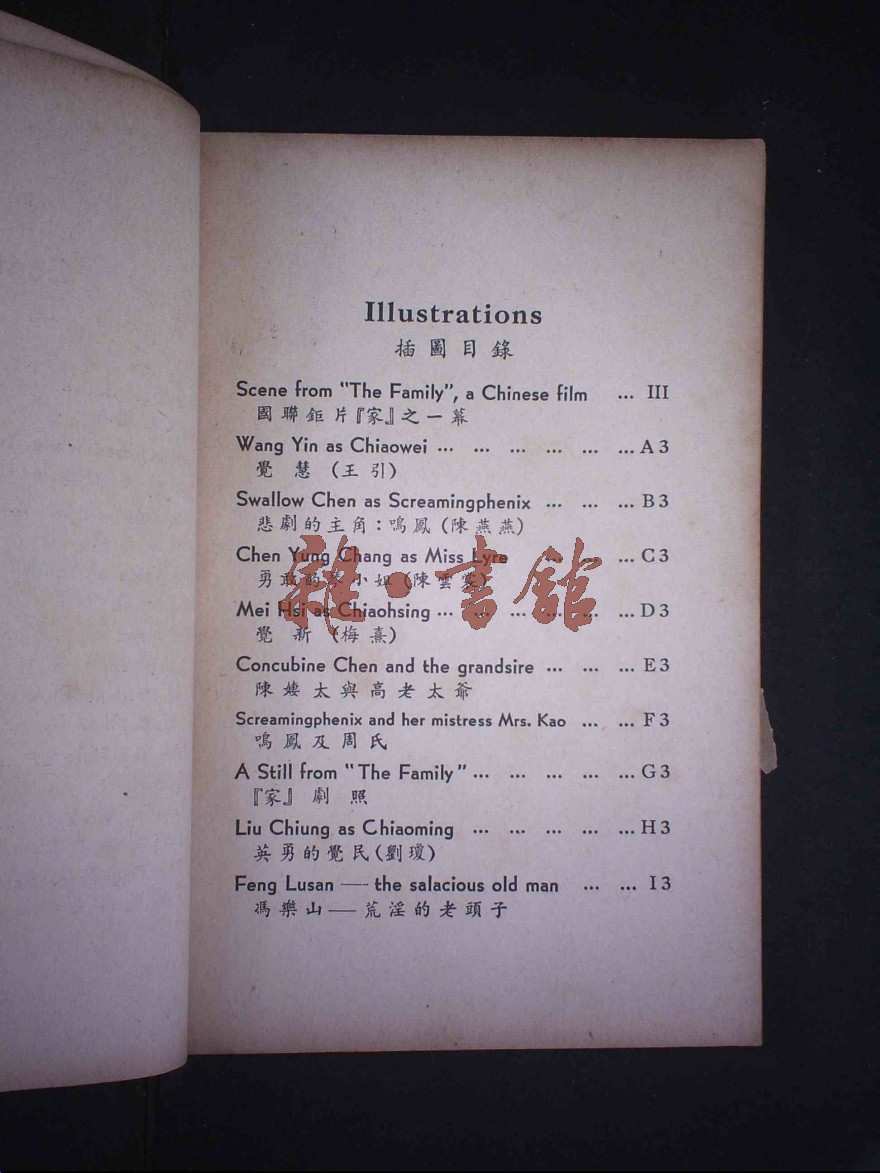 Illustrations
插圖目錄
Scene from "The Family", a Chinese film ... III
國聯鉅片『家』之一幕
Wang Yin as Chiaowei ... ... ... ... ... ... A 3
覺慧(王引)
Swallow Chen as Screamingphenix ... ... ... B 3
悲劇的主角:鳴鳳(陳燕燕)
Chen Yung Chang as Miss Lyre ... ... ... C 3
勇敢的琴小姐(陳雲裳)
雜·書館
Mei Hsi as Chiaohsing ... ... ... ... ... ... D 3
覺新(梅熹)
Concubine Chen and the grandsire ... ... ... E 3
陳太與高老太爺
Screamingphenix and her mistress Mrs. Kao ... ... F 3
鳴鳳及周氏
A Still from "The Family" ... ... ... ... ... G 3
『家』劇照
Liu Chiung as Chiaoming ... ... ... ... ... H 3
英勇的覺民(劉瓊)
Feng Lusan — the salacious old man ... ... I 3
馮樂山—荒淫的老頭子